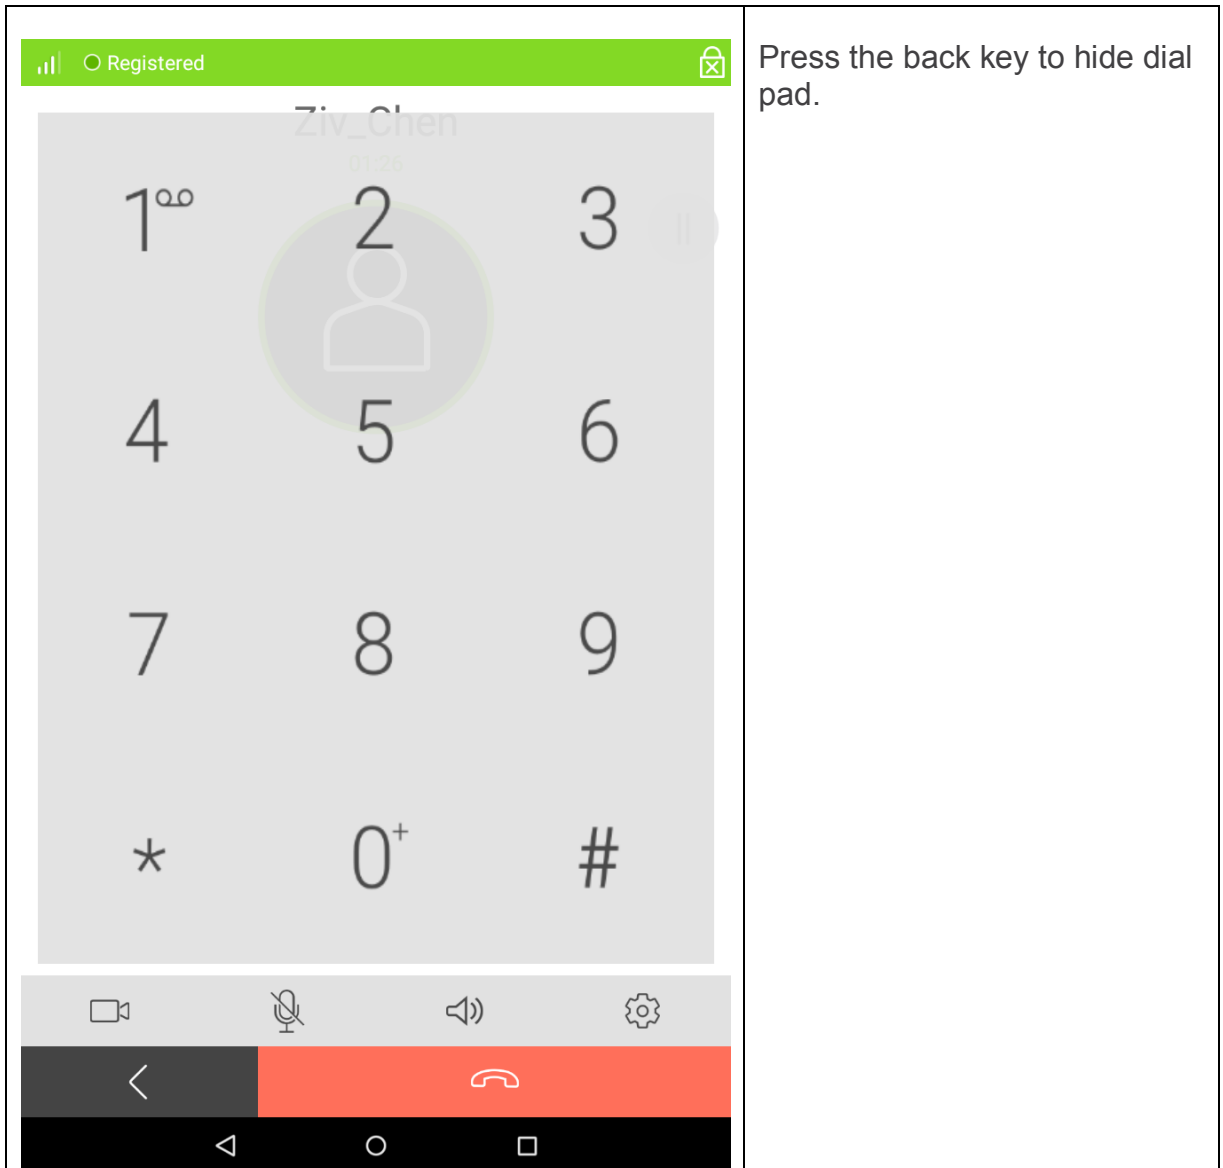 Registered
Ziv_Chen
01:26
1 2 3
4 5 6
7 8 9
* 0+ #
Press the back key to hide dial
pad.